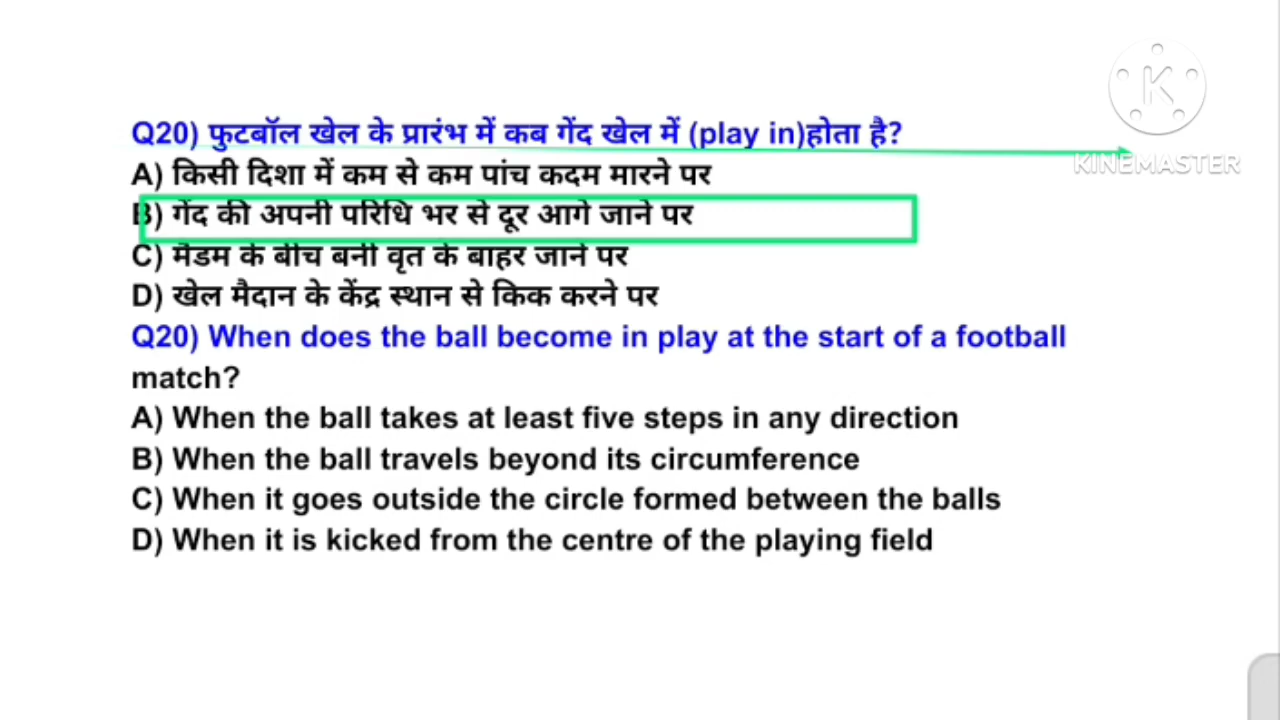 Q20) फुटबॉल खेल के प्रारंभ में कब गेंद खेल में (play in)होता है?
A) किसी दिशा में कम से कम पांच कदम मारने पर
B) गेंद की अपनी परिधि भर से दूर आगे जाने पर
C) मैडम के बीच बनी वृत के बाहर जाने पर
D) खेल मैदान के केंद्र स्थान से किक करने पर
Q20) When does the ball become in play at the start of a football
match?
A) When the ball takes at least five steps in any direction
B) When the ball travels beyond its circumference
C) When it goes outside the circle formed between the balls
D) When it is kicked from the centre of the playing field
K
KINEMASTER